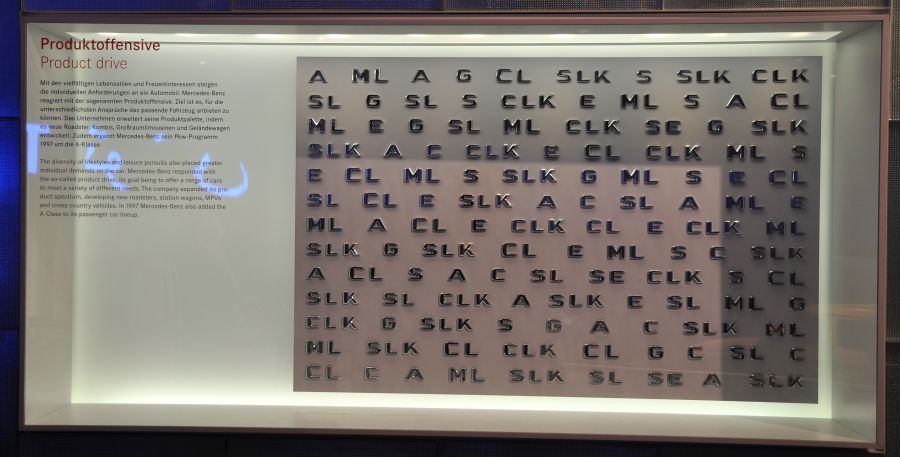 Produktoffensive
Product drive
Mit den vielfältigen Lebensstilen und Freizeitinteressen steigen
die individuellen Anforderungen an ein Automobil. Mercedes-Benz
reagiert mit der sogenannten Produktoffensive. Ziel ist es, für die
unterschiedlichsten Ansprüche das passende Fahrzeug anbieten zu
können. Das Unternehmen erweitert seine Produktpalette, indem
es neue Roadster, Kombis, Großraumlimousinen und Geländewagen
entwickelt. Zudem ergänzt Mercedes-Benz sein Pkw-Programm
1997 um die A-Klasse.
The diversity of lifestyles and leisure pursuits also placed greater
individual demands on the car. Mercedes-Benz responded with
the so-called product drive, its goal being to offer a range of cars
to meet a variety of different needs. The company expanded its pro-
duct spectrum, developing new roadsters, station wagons, MPVs
and cross-country vehicles. In 1997 Mercedes-Benz also added the
A-Class to its passenger car lineup.
A ML A G CL SLK S SLK CLK
SL G SL S CLK E ML S A CL
ML E G SL ML CLK SE G SLK
SLK A C CLK E CL CLK ML S
E CL ML S SLK G ML S E CL
SL CL E SLK A C SL A ML E
ML A CL E CLK CL E CLK ML
SLK G SLK CL E ML S C SLK
A CL S A C SL SE CLK S CL
SLK SL CLK A SLK E SL ML G
CLK G SLK S G A C SLK ML
ML SLK CL CLK CL G C SL C
CL C A ML SLK SL SE A SLK